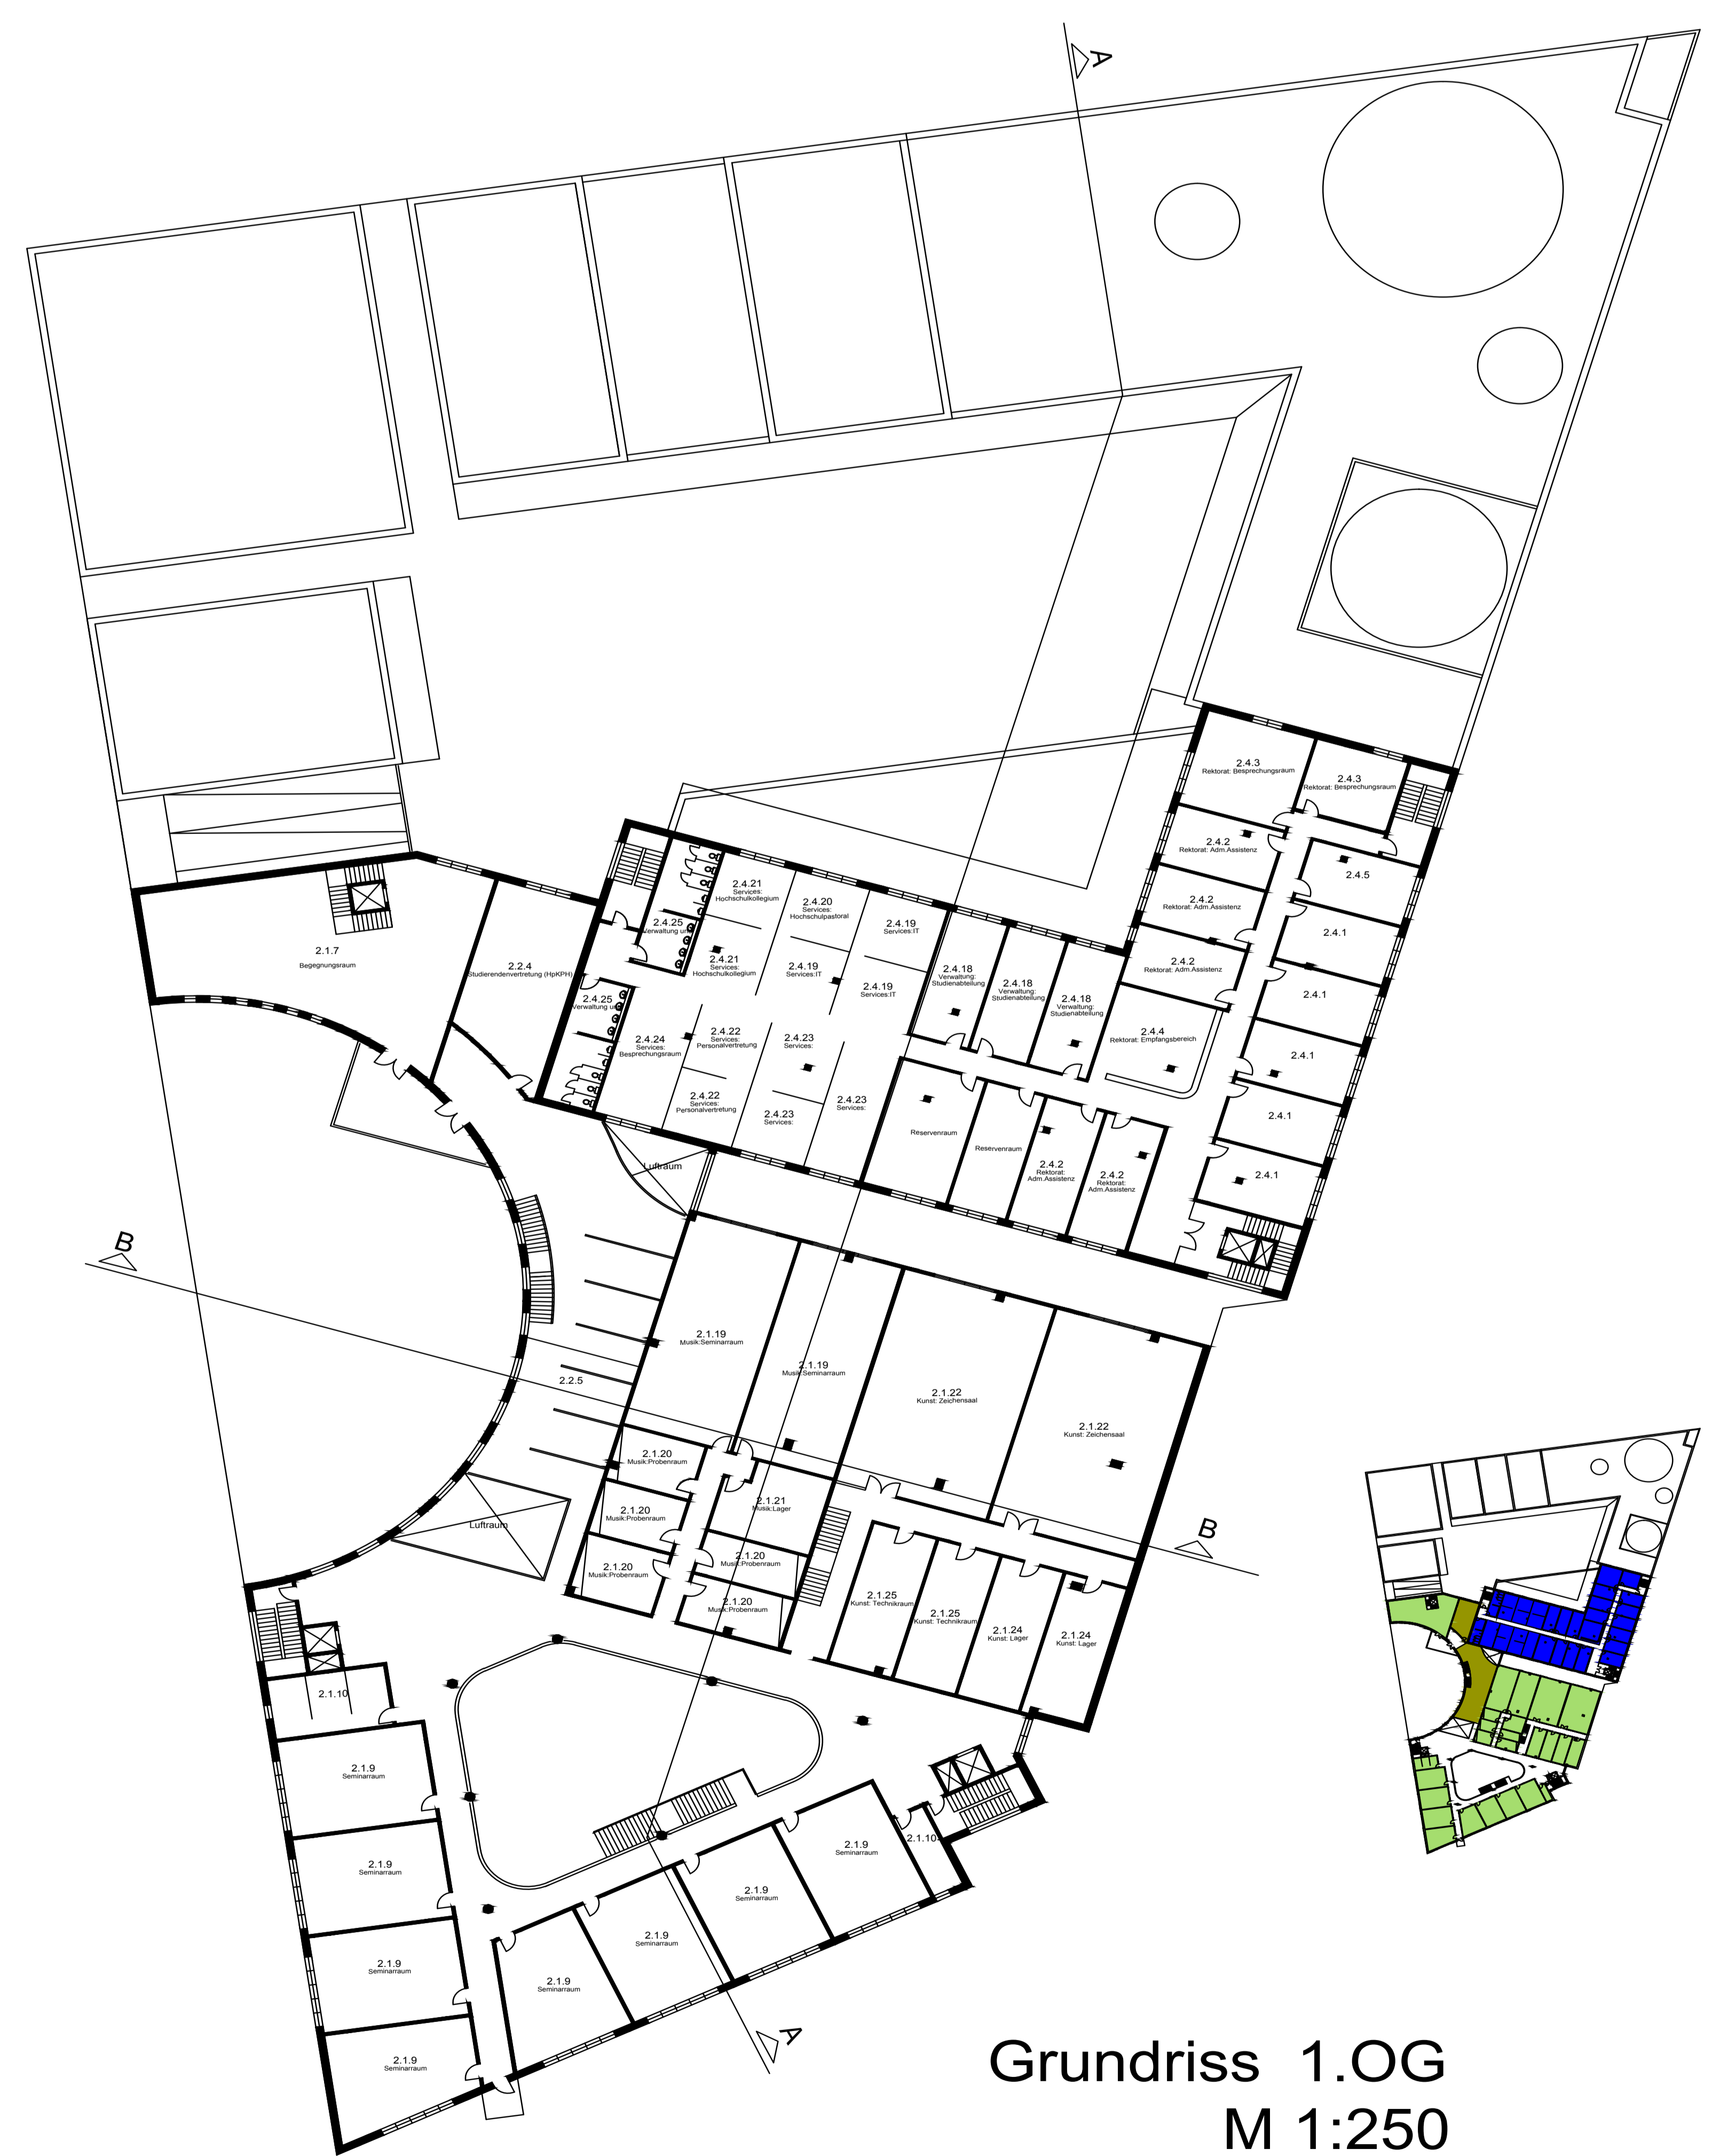 A
2.4.3
Rektorat: Besprechungsraum
2.4.3
Rektorat: Besprechungsraum
2.4.2
Rektorat: Adm.Assistenz
2.4.5
2.4.2
Rektorat: Adm.Assistenz
2.4.1
2.4.2
Rektorat: Adm.Assistenz
2.4.1
2.4.4
Rektorat: Empfangsbereich
2.4.1
2.4.1
2.4.1
2.4.21
Services:
Hochschulkollegium
2.4.20
Services:
Hochschulpastoral
2.4.19
Services:IT
2.4.25
Verwaltung un
2.4.21
Services:
Hochschulkollegium
2.4.19
Services:IT
2.4.19
Services:IT
2.4.18
Verwaltung:
Studienabteilung
2.4.18
Verwaltung:
Studienabteilung
2.4.18
Verwaltung:
Studienabteilung
2.1.7
Begegnungsraum
2.2.4
Studierendenvertretung (HpKPH)
2.4.25
Verwaltung un
2.4.24
Services:
Besprechungsraum
2.4.22
Services:
Personalvertretung
2.4.23
Services:
2.4.22
Services:
Personalvertretung
2.4.23
Services:
2.4.23
Services:
Reservenraum
Reservenraum
2.4.2
Rektorat:
Adm.Assistenz
2.4.2
Rektorat:
Adm.Assistenz
Luftraum
B
2.1.19
Musik:Seminarraum
2.1.19
Musik:Seminarraum
2.1.22
Kunst: Zeichensaal
2.1.22
Kunst: Zeichensaal
2.2.5
2.1.20
Musik:Probenraum
2.1.20
Musik:Probenraum
2.1.21
Musik:Lager
Luftraum
B
2.1.20
Musik:Probenraum
2.1.20
Musik:Probenraum
2.1.20
Musik:Probenraum
2.1.25
Kunst: Technikraum
2.1.25
Kunst: Technikraum
2.1.24
Kunst: Lager
2.1.24
Kunst: Lager
2.1.10
2.1.9
Seminarraum
2.1.9
Seminarraum
2.1.9
Seminarraum
2.1.9
Seminarraum
2.1.9
Seminarraum
2.1.9
Seminarraum
2.1.9
Seminarraum
2.1.9
Seminarraum
2.1.10
A
Grundriss 1.OG
M 1:250